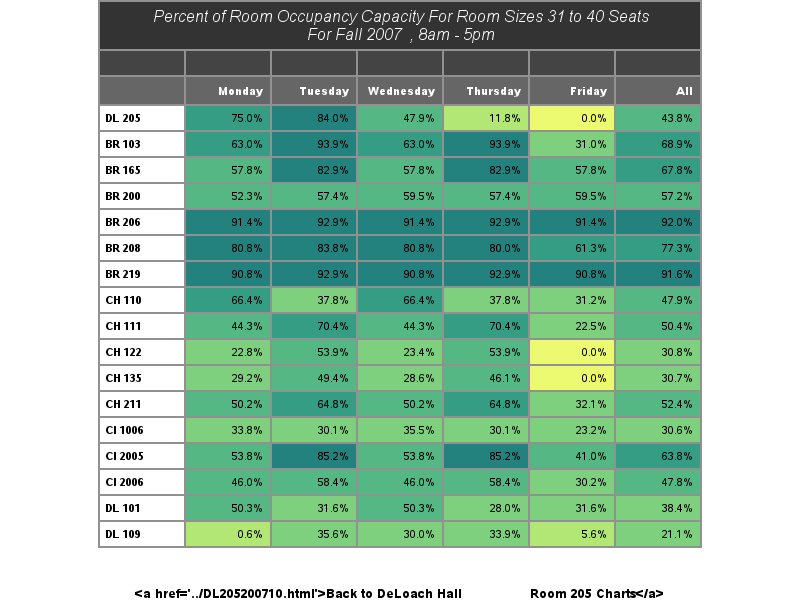 Percent of Room Occupancy Capacity For Room Sizes 31 to 40 Seats
For Fall 2007 , 8am - 5pm
Monday Tuesday Wednesday Thursday Friday All
DL 205 75.0% 84.0% 47.9% 11.8% 0.0% 43.8%
BR 103 63.0% 93.9% 63.0% 93.9% 31.0% 68.9%
BR 165 57.8% 82.9% 57.8% 82.9% 57.8% 67.8%
BR 200 52.3% 57.4% 59.5% 57.4% 59.5% 57.2%
BR 206 91.4% 92.9% 91.4% 92.9% 91.4% 92.0%
BR 208 80.8% 83.8% 80.8% 80.0% 61.3% 77.3%
BR 219 90.8% 92.9% 90.8% 92.9% 90.8% 91.6%
CH 110 66.4% 37.8% 66.4% 37.8% 31.2% 47.9%
CH 111 44.3% 70.4% 44.3% 70.4% 22.5% 50.4%
CH 122 22.8% 53.9% 23.4% 53.9% 0.0% 30.8%
CH 135 29.2% 49.4% 28.6% 46.1% 0.0% 30.7%
CH 211 50.2% 64.8% 50.2% 64.8% 32.1% 52.4%
CI 1006 33.8% 30.1% 35.5% 30.1% 23.2% 30.6%
CI 2005 53.8% 85.2% 53.8% 85.2% 41.0% 63.8%
CI 2006 46.0% 58.4% 46.0% 58.4% 30.2% 47.8%
DL 101 50.3% 31.6% 50.3% 28.0% 31.6% 38.4%
DL 109 0.6% 35.6% 30.0% 33.9% 5.6% 21.1%
<a href='../DL205200710.html'>Back to DeLoach Hall Room 205 Charts</a>